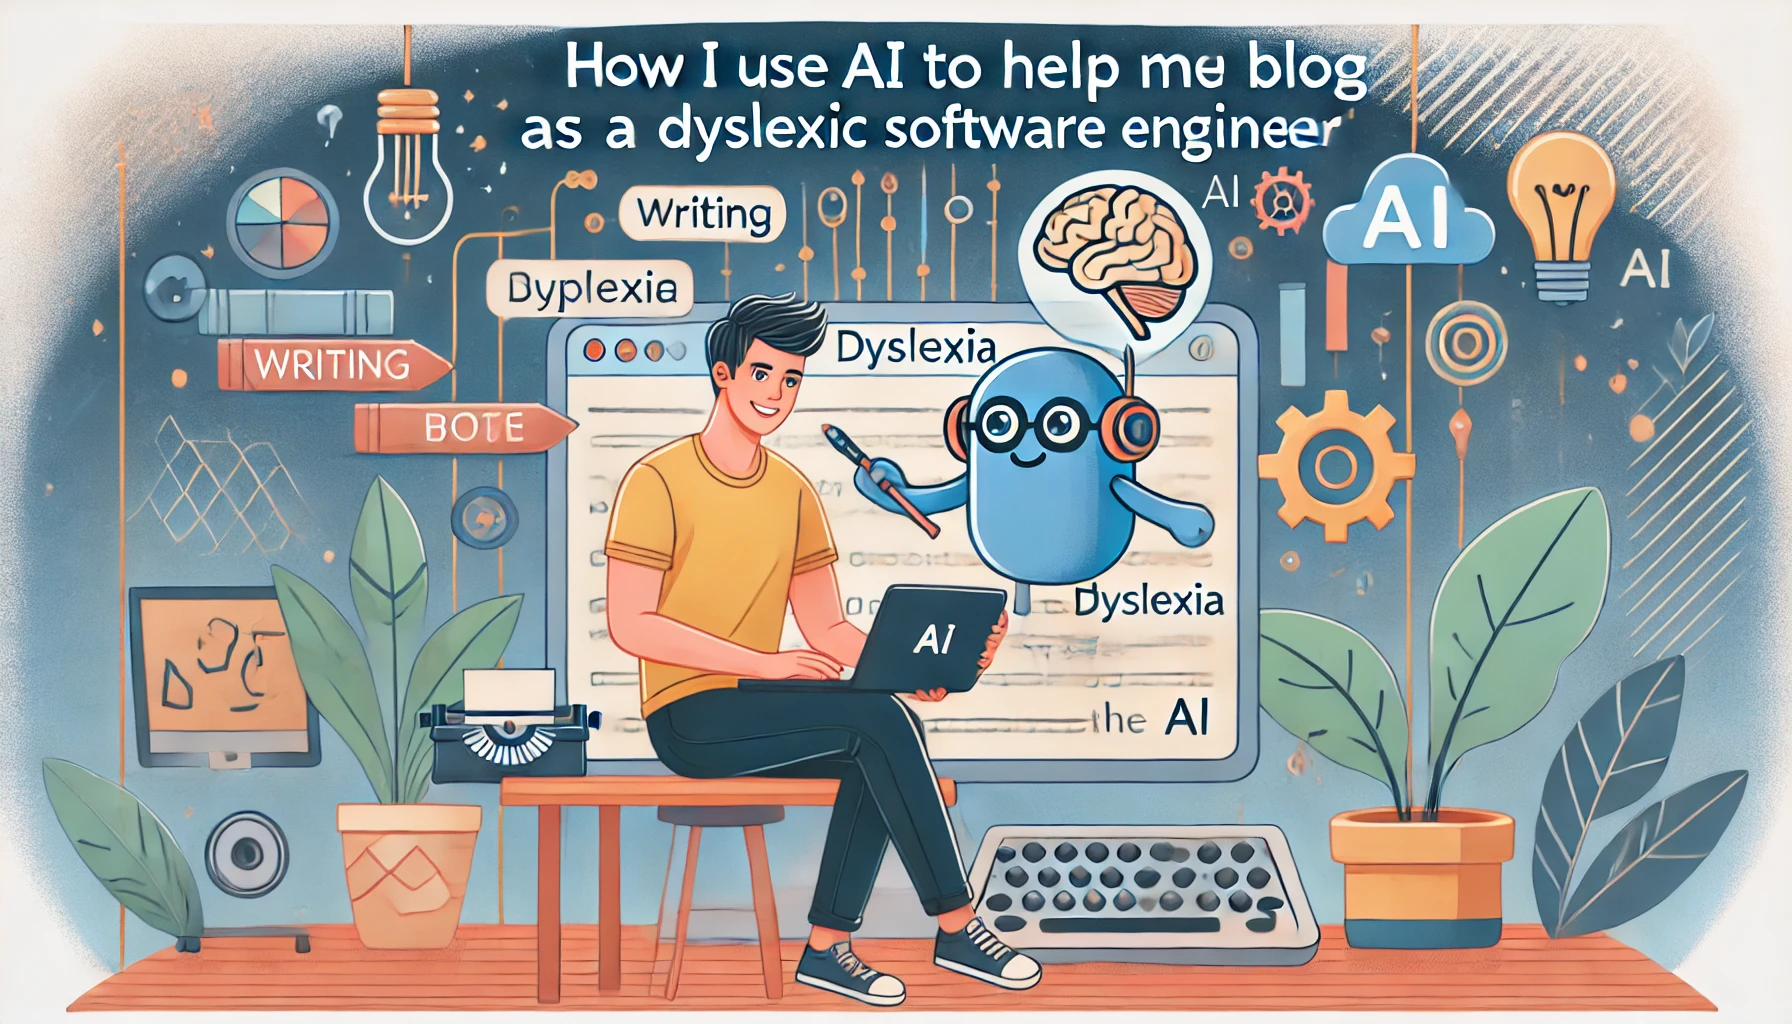 How I use AI to help me blog
as a dyslexic software engineer
Writing
AI
AI
AI
Dyplexia
Dyslexia
WRITING
BOTE
Dyslexia
AI
the AI